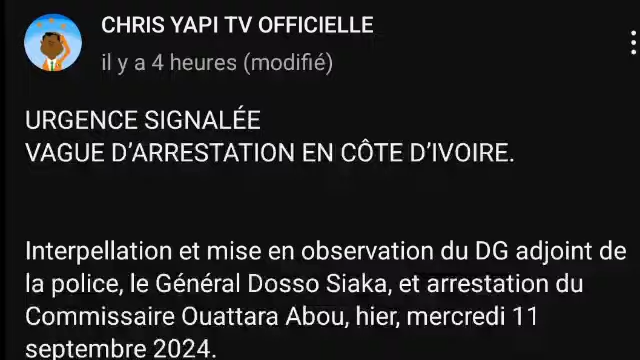 CHRIS YAPI TV OFFICIELLE
il y a 4 heures (modifié)
URGENCE SIGNALÉE
VAGUE D’ARRESTATION EN CÔTE D’IVOIRE.
Interpellation et mise en observation du DG adjoint de
la police, le Général Dosso Siaka, et arrestation du
Commissaire Ouattara Abou, hier, mercredi 11
septembre 2024.